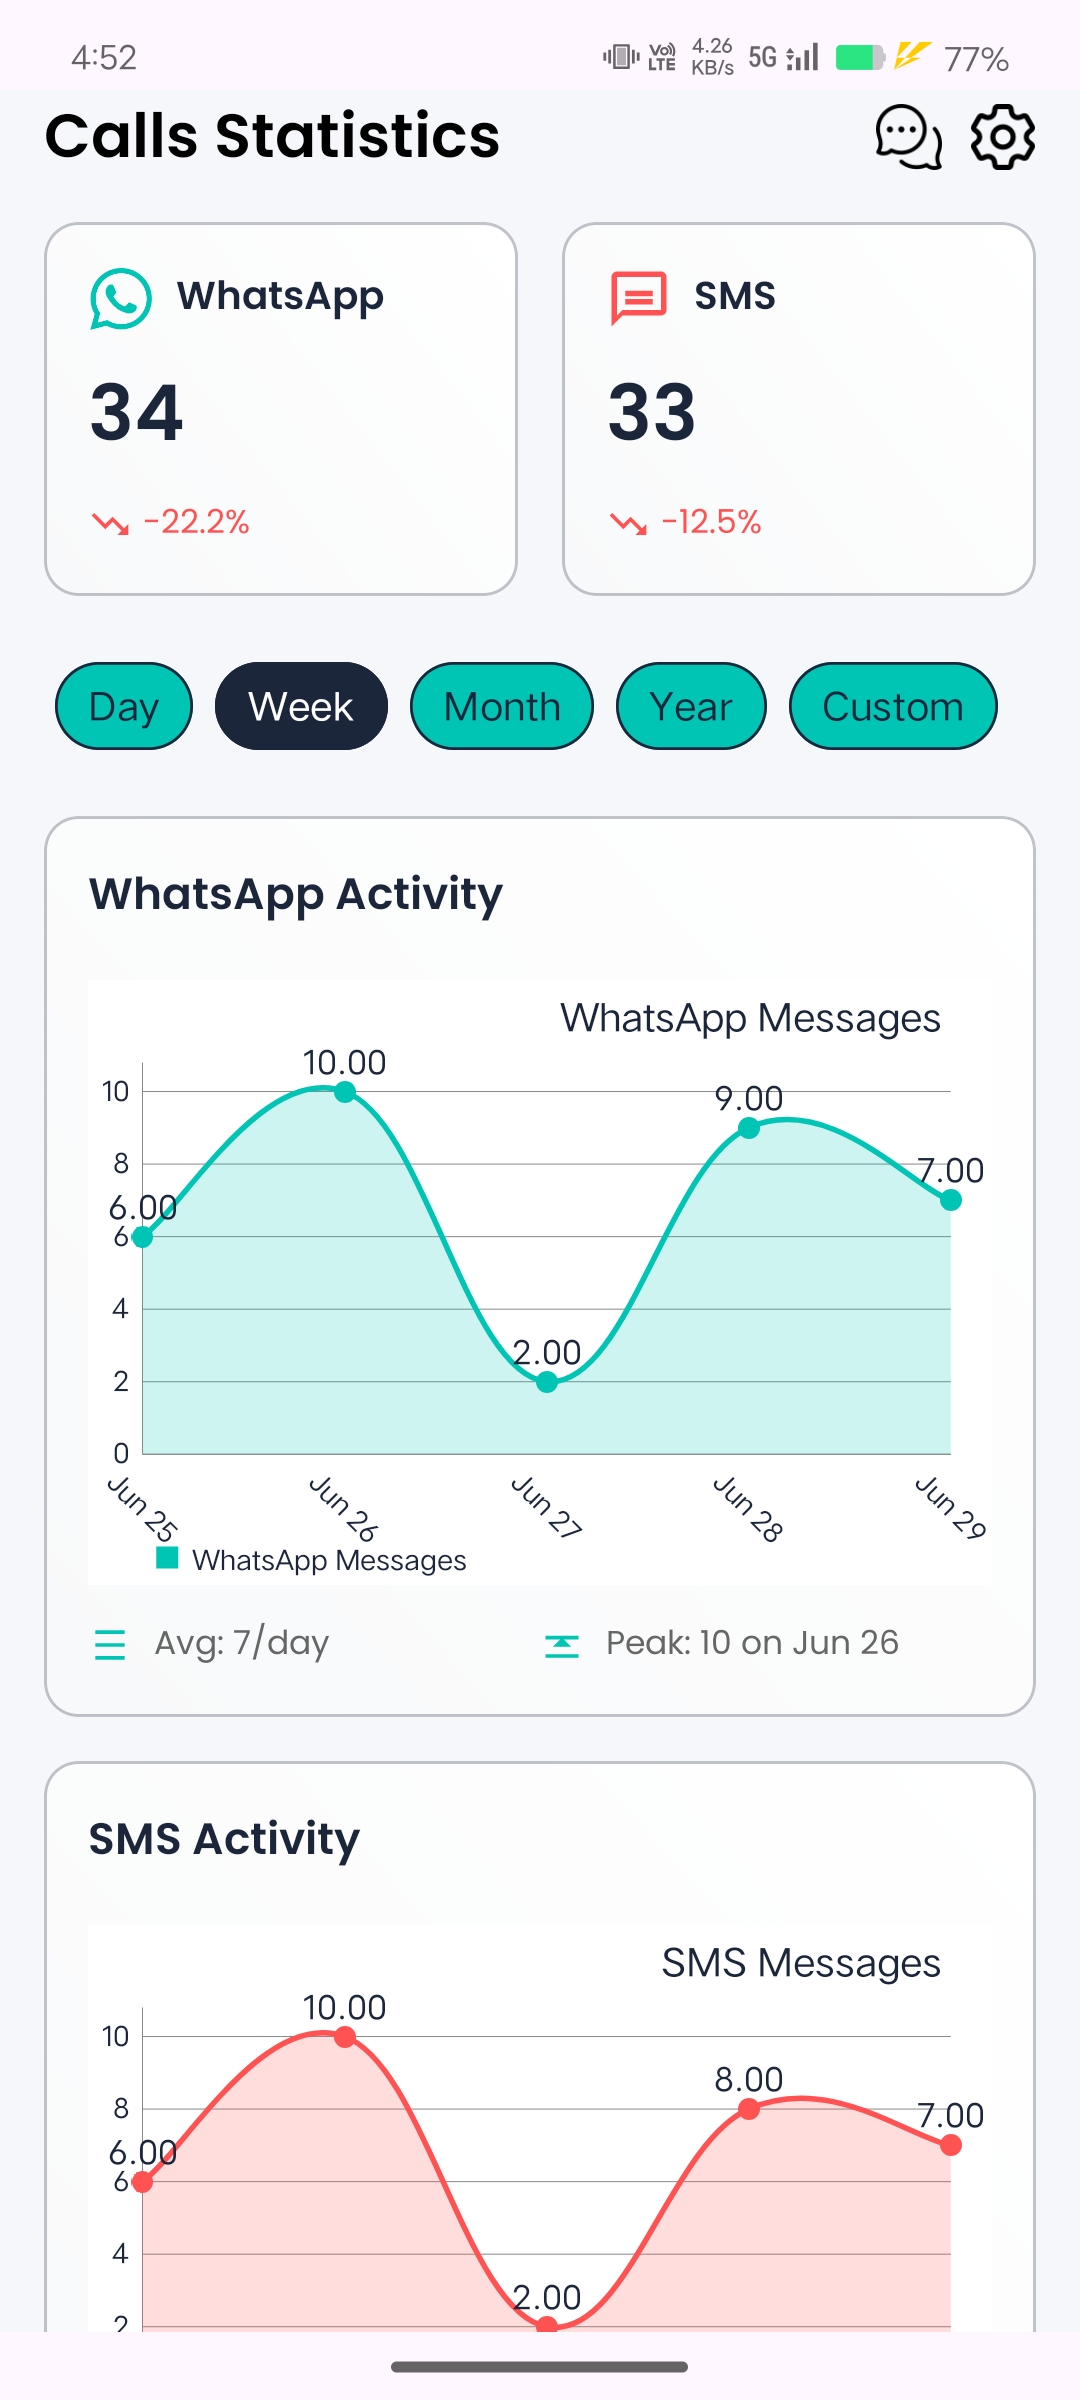 4:52
Vo)) LTE
4.26 KB/s
5G
77%
Calls Statistics
WhatsApp
34
-22.2%
SMS
33
-12.5%
Day
Week
Month
Year
Custom
WhatsApp Activity
WhatsApp Messages
10.00
9.00
7.00
6.00
2.00
10
8
6
4
2
0
Jun 25
Jun 26
Jun 27
Jun 28
Jun 29
WhatsApp Messages
Avg: 7/day
Peak: 10 on Jun 26
SMS Activity
SMS Messages
10.00
8.00
7.00
6.00
2.00
10
8
6
4
2